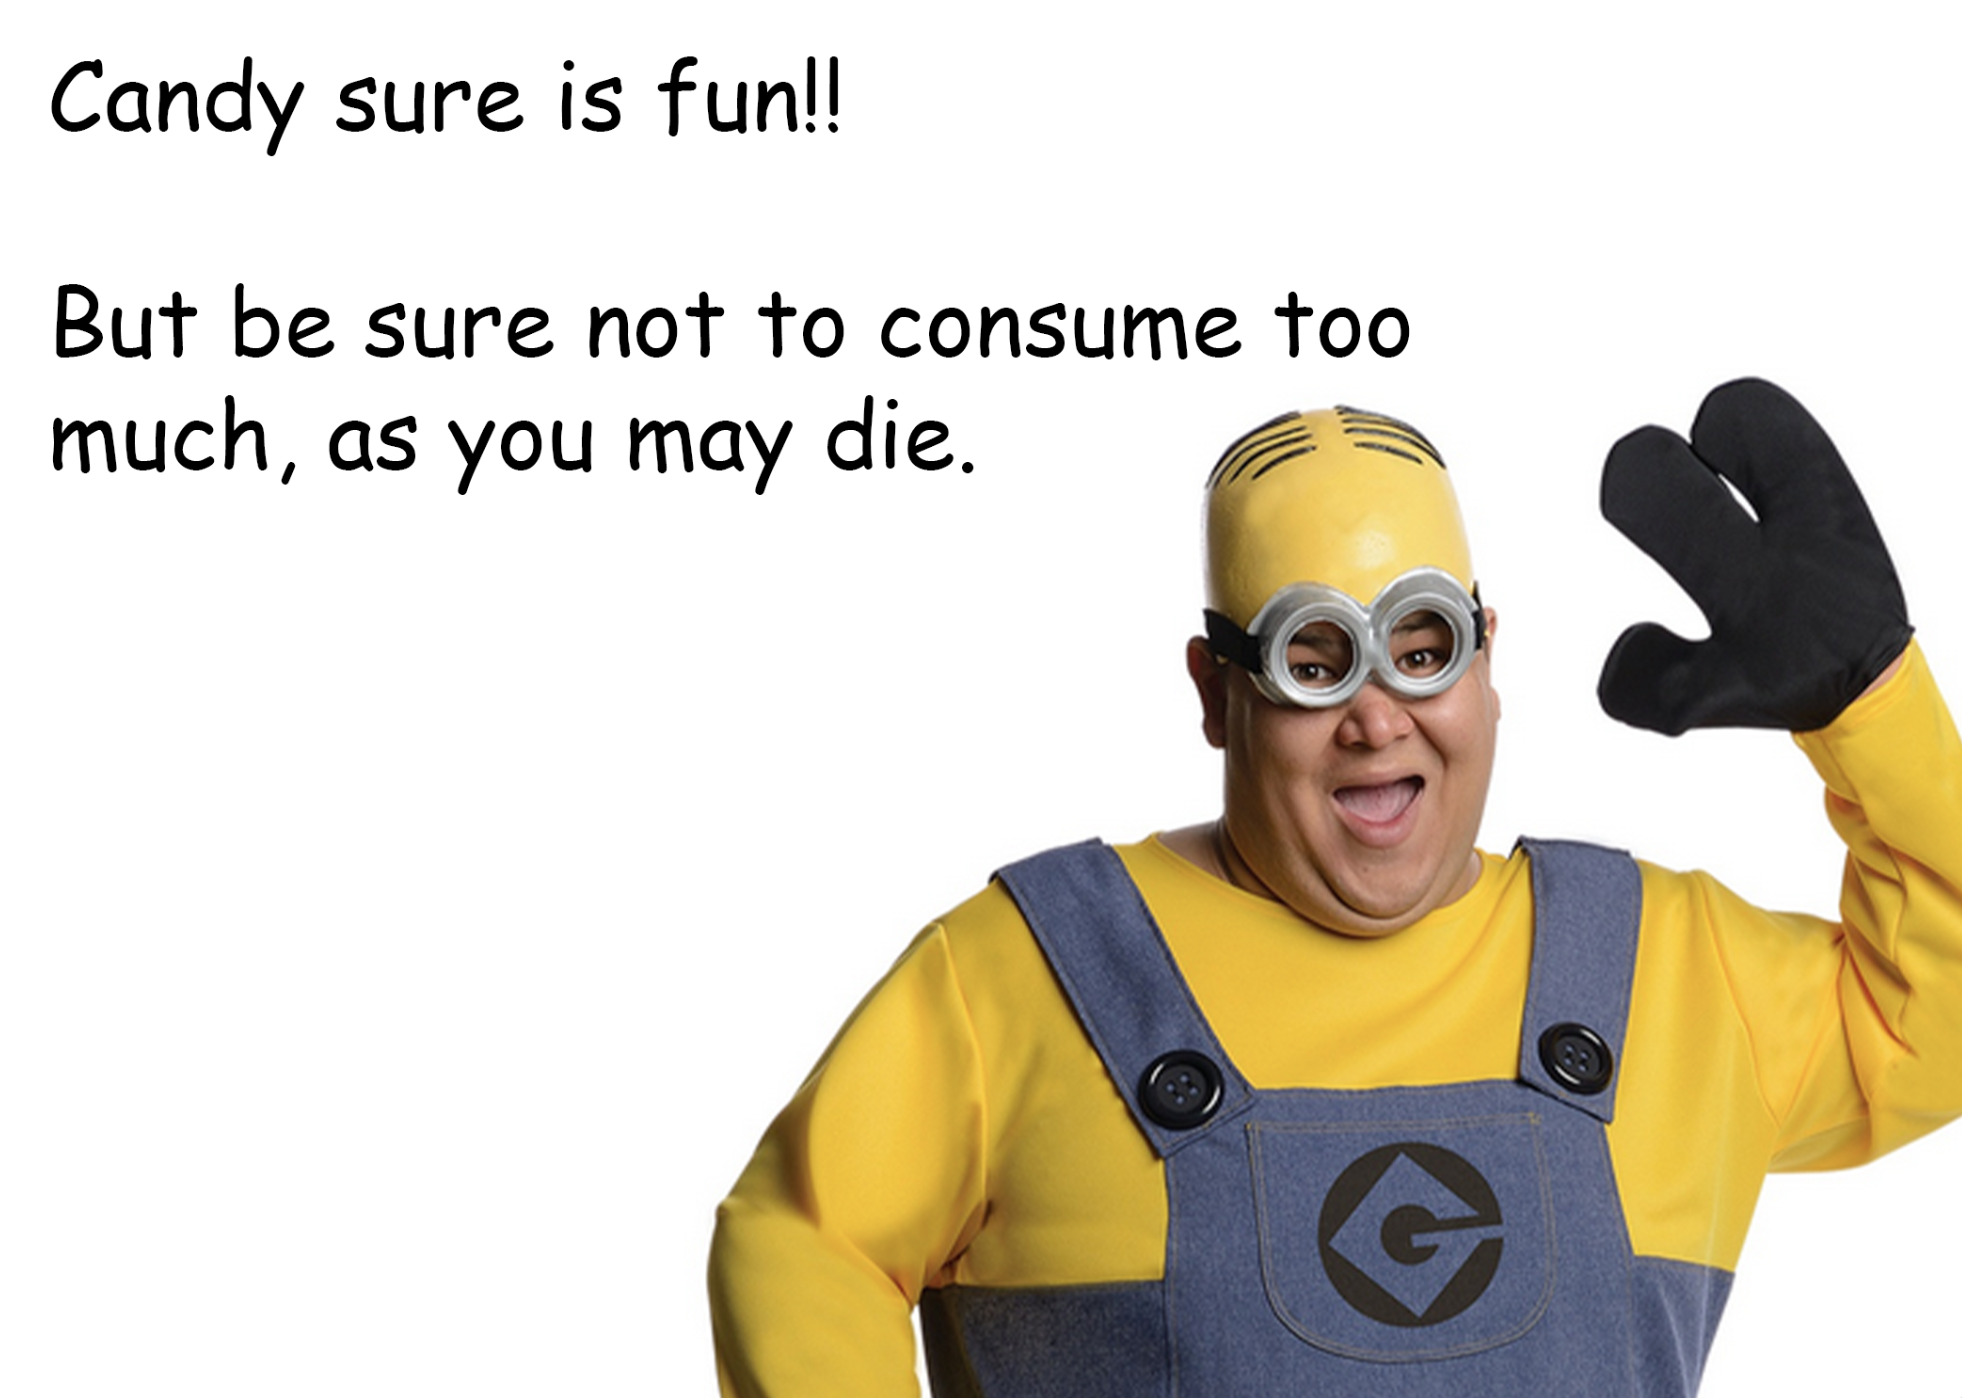 Candy sure is fun!!
But be sure not to consume too
much, as you may die.
G